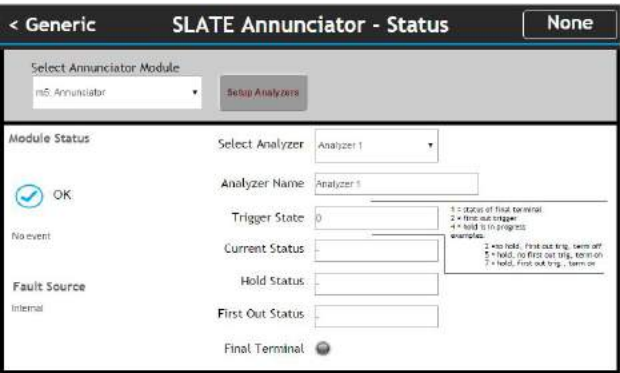 < Generic
SLATE Annunciator - Status
None
Select Annunciator Module
m5: Annunciator
Setup Analyzers
Module Status
OK
No event
Fault Source
Internal
Select Analyzer
Analyzer 1
Analyzer Name
Analyzer 1
Trigger State
0
Current Status
-
Hold Status
-
First Out Status
-
Final Terminal
1 = status of final terminal
2 = first out trigger
4 = hold is in progress
examples:
2 =no hold, first out trig, term off
5 = hold, no first out trig, term on
7 = hold, first out trig., term on